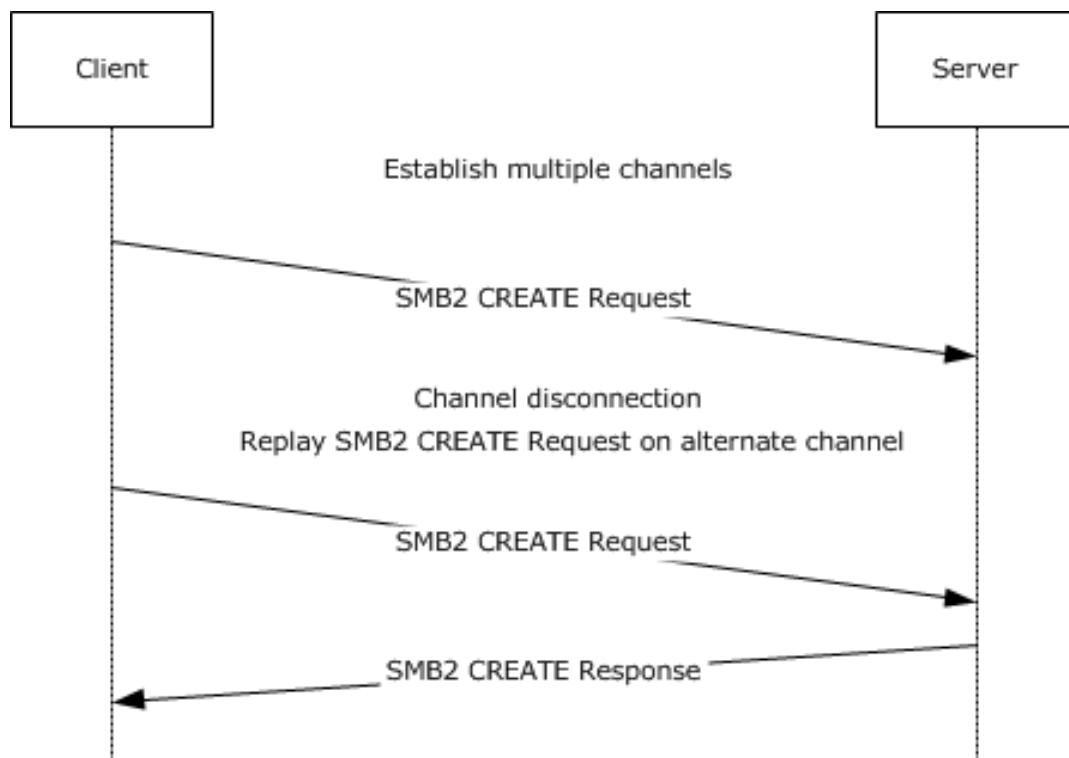 Client
Server
Establish multiple channels
SMB2 CREATE Request
Channel disconnection
Replay SMB2 CREATE Request on alternate channel
SMB2 CREATE Request
SMB2 CREATE Response